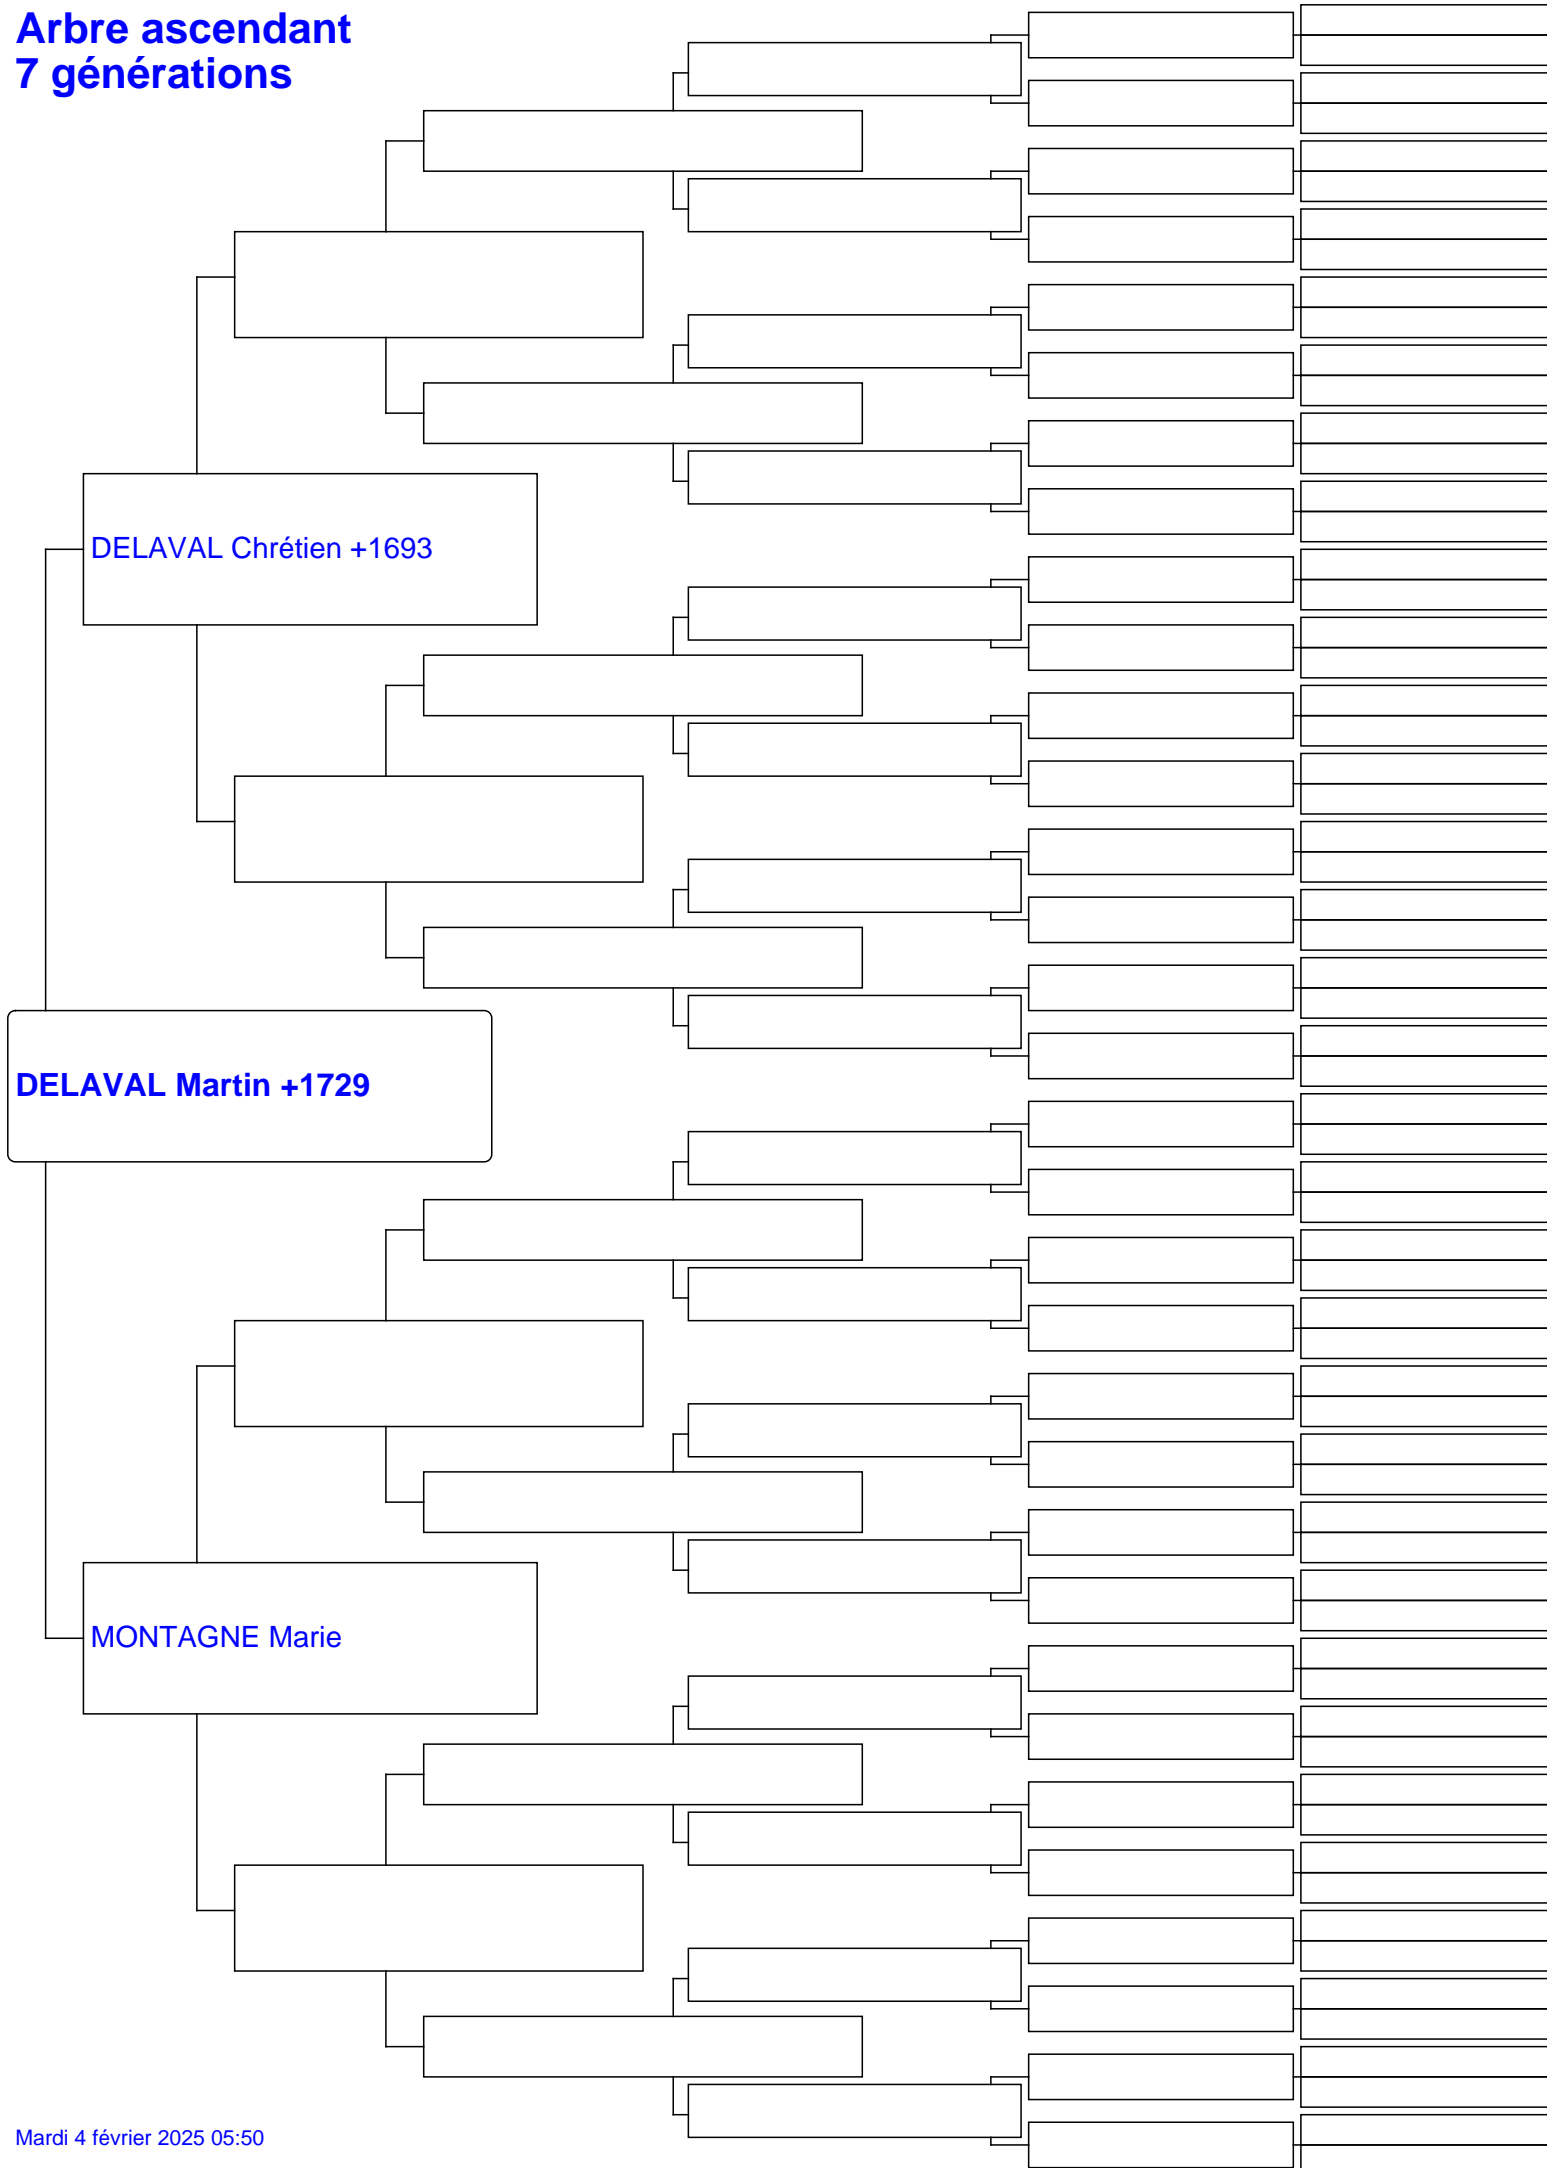 Arbre ascendant
7 générations
DELAVAL Chrétien +1693
DELAVAL Martin +1729
MONTAGNE Marie
Mardi 4 février 2025 05:50